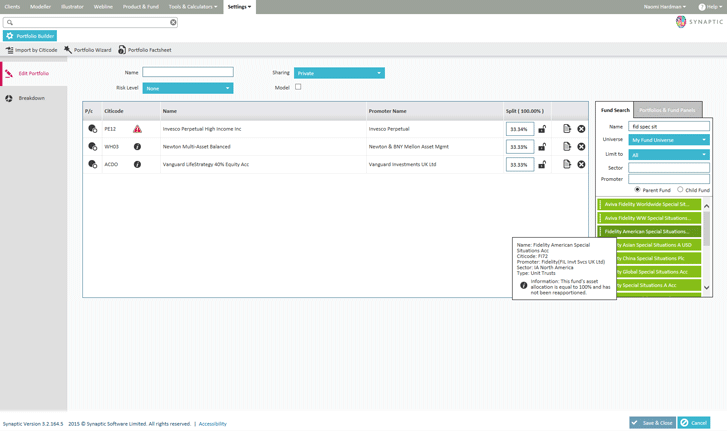 Clients Modeller Illustrator Webline Product & Fund Tools & Calculators Settings Naomi Hardman Help
SYNAPTIC
Portfolio Builder
Import by Citicode Portfolio Wizard Portfolio Factsheet
Edit Portfolio
Breakdown
Name Sharing Private
Risk Level None Model
P/c Citicode Name Promoter Name Split ( 100.00% )
PE12 Invesco Perpetual High Income Inc Invesco Perpetual 33.34%
WH03 Newton Multi-Asset Balanced Newton & BNY Mellon Asset Mgmt 33.33%
ACDO Vanguard LifeStrategy 40% Equity Acc Vanguard Investments UK Ltd 33.33%
Fund Search Portfolios & Fund Panels
Name fid spec sit
Universe My Fund Universe
Limit to All
Sector
Promoter
Parent Fund Child Fund
Aviva Fidelity Worldwide Special Sit...
Aviva Fidelity WW Special Situations...
Fidelity American Special Situations...
ty Asian Special Situations A USD
ty China Special Situations Plc
ty Global Special Situations Acc
ty Special Situations A Acc
Name: Fidelity American Special
Situations Acc
Citicode: FI72
Promoter: Fidelity(FIL Invt Svcs UK Ltd)
Sector: IA North America
Type: Unit Trusts
Information: This fund's asset
allocation is equal to 100% and has
not been reapportioned.
Synaptic Version 5.2.164.5 2015 © Synaptic Software Limited. All rights reserved. | Accessibility
Save & Close Cancel